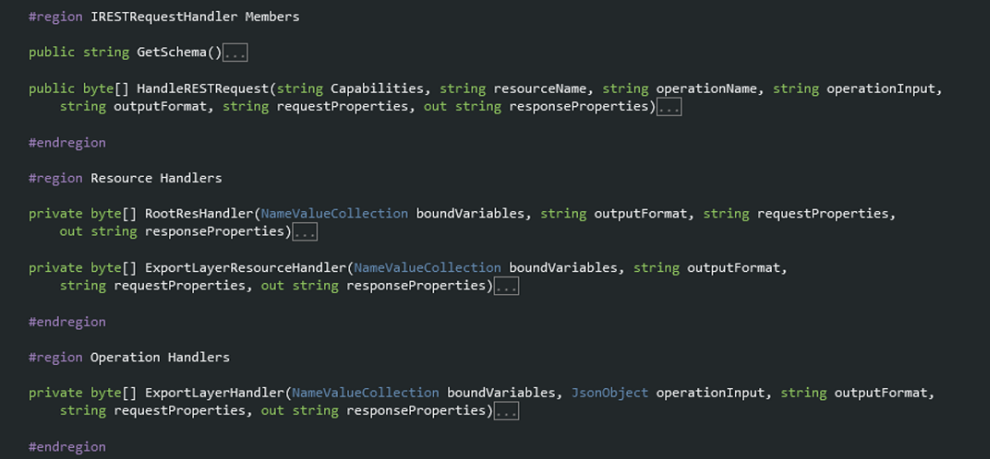 #region IRESTRequestHandler Members
public string GetSchema()...
public byte[] HandleRESTRequest(string Capabilities, string resourceName, string operationName, string operationInput,
string outputFormat, string requestProperties, out string responseProperties)...
#endregion
#region Resource Handlers
private byte[] RootResHandler(NameValueCollection boundVariables, string outputFormat, string requestProperties,
out string responseProperties)...
private byte[] ExportLayerResourceHandler(NameValueCollection boundVariables, string outputFormat,
string requestProperties, out string responseProperties)...
#endregion
#region Operation Handlers
private byte[] ExportLayerHandler(NameValueCollection boundVariables, JsonObject operationInput, string outputFormat,
string requestProperties, out string responseProperties)...
#endregion